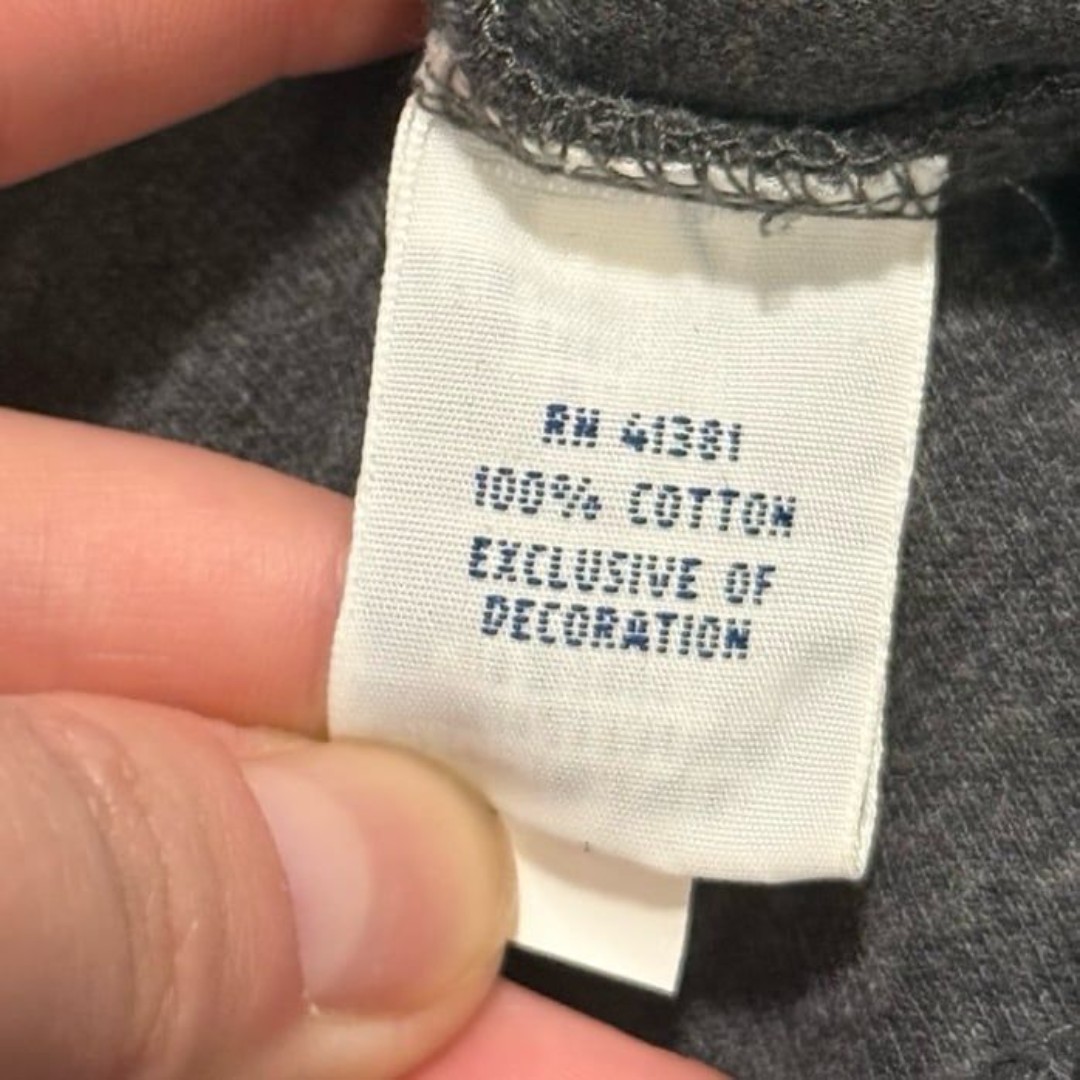 RN 41381
100% COTTON
EXCLUSIVE OF
DECORATION